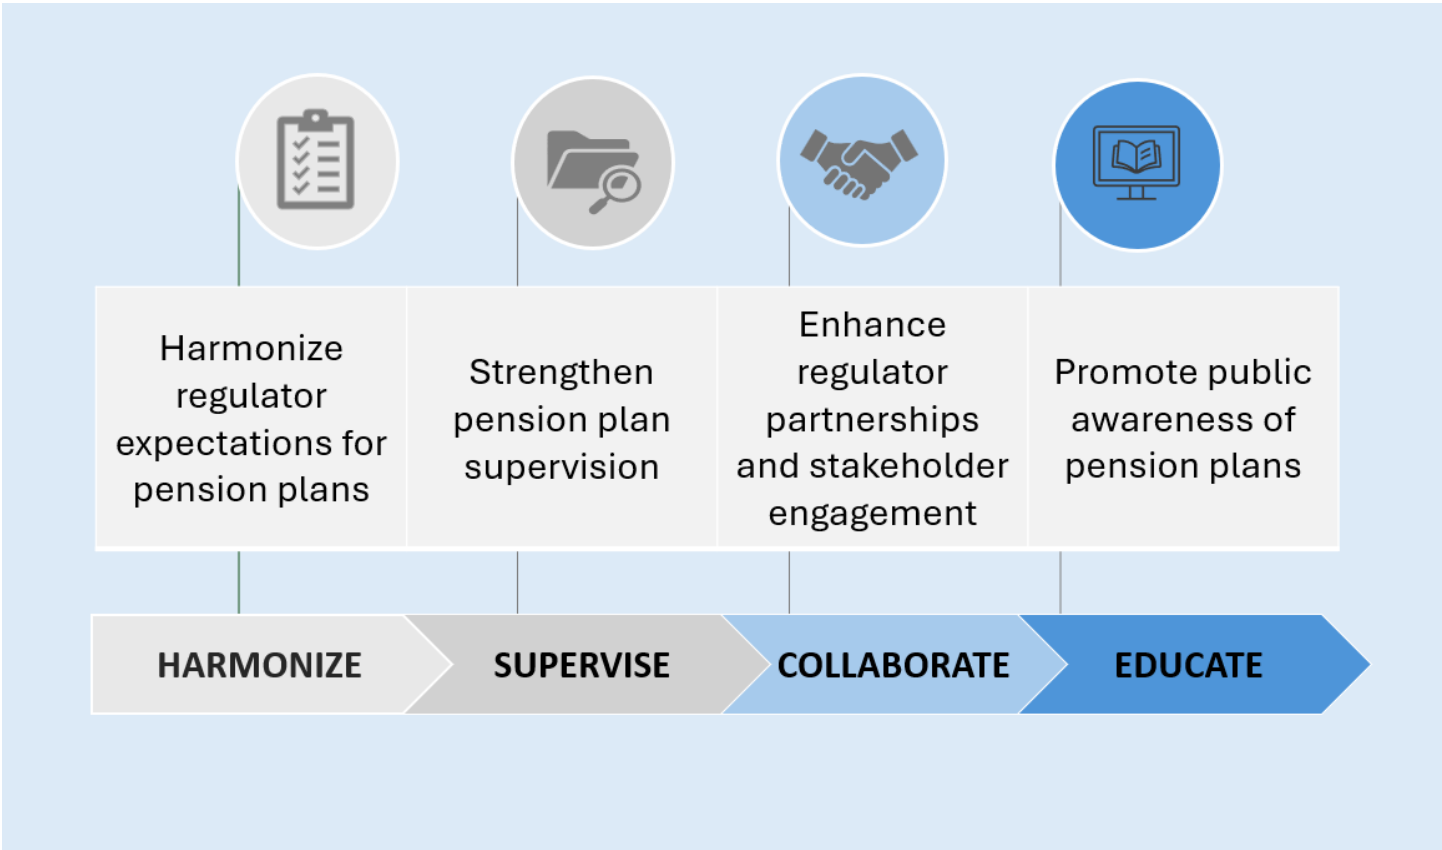 Harmonize
regulator
expectations for
pension plans
Strengthen
pension plan
supervision
Enhance
regulator
partnerships
and stakeholder
engagement
Promote public
awareness of
pension plans
HARMONIZE
SUPERVISE
COLLABORATE
EDUCATE